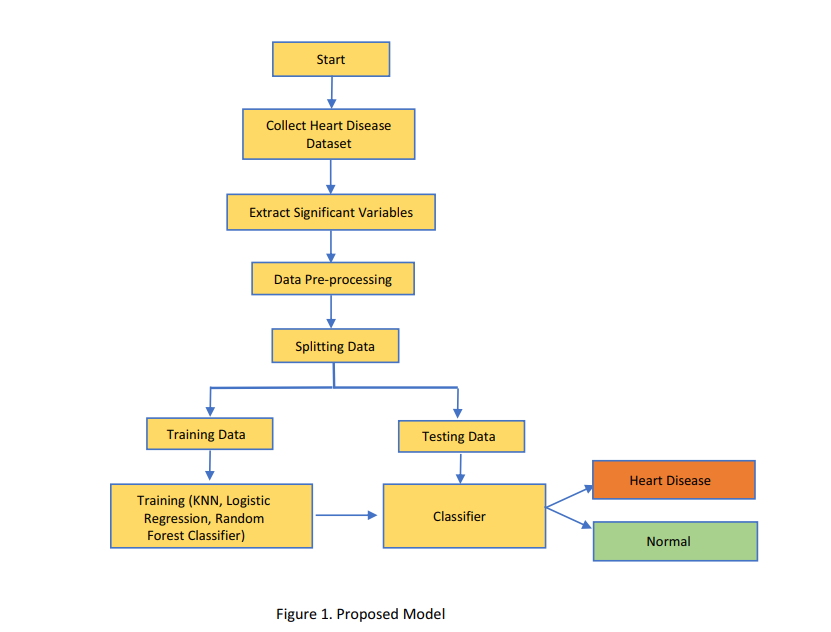 Start
Collect Heart Disease
Dataset
Extract Significant Variables
Data Pre-processing
Splitting Data
Training Data
Testing Data
Training (KNN, Logistic
Regression, Random
Forest Classifier)
Classifier
Heart Disease
Normal
Figure 1. Proposed Model